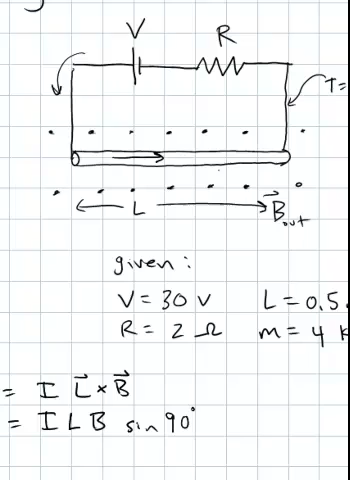 V
R
T=
L
B⃗out
given :
V = 30 V L = 0.5
R = 2 Ω m = 4 K
= I L⃗ × B⃗
= I L B sin 90°